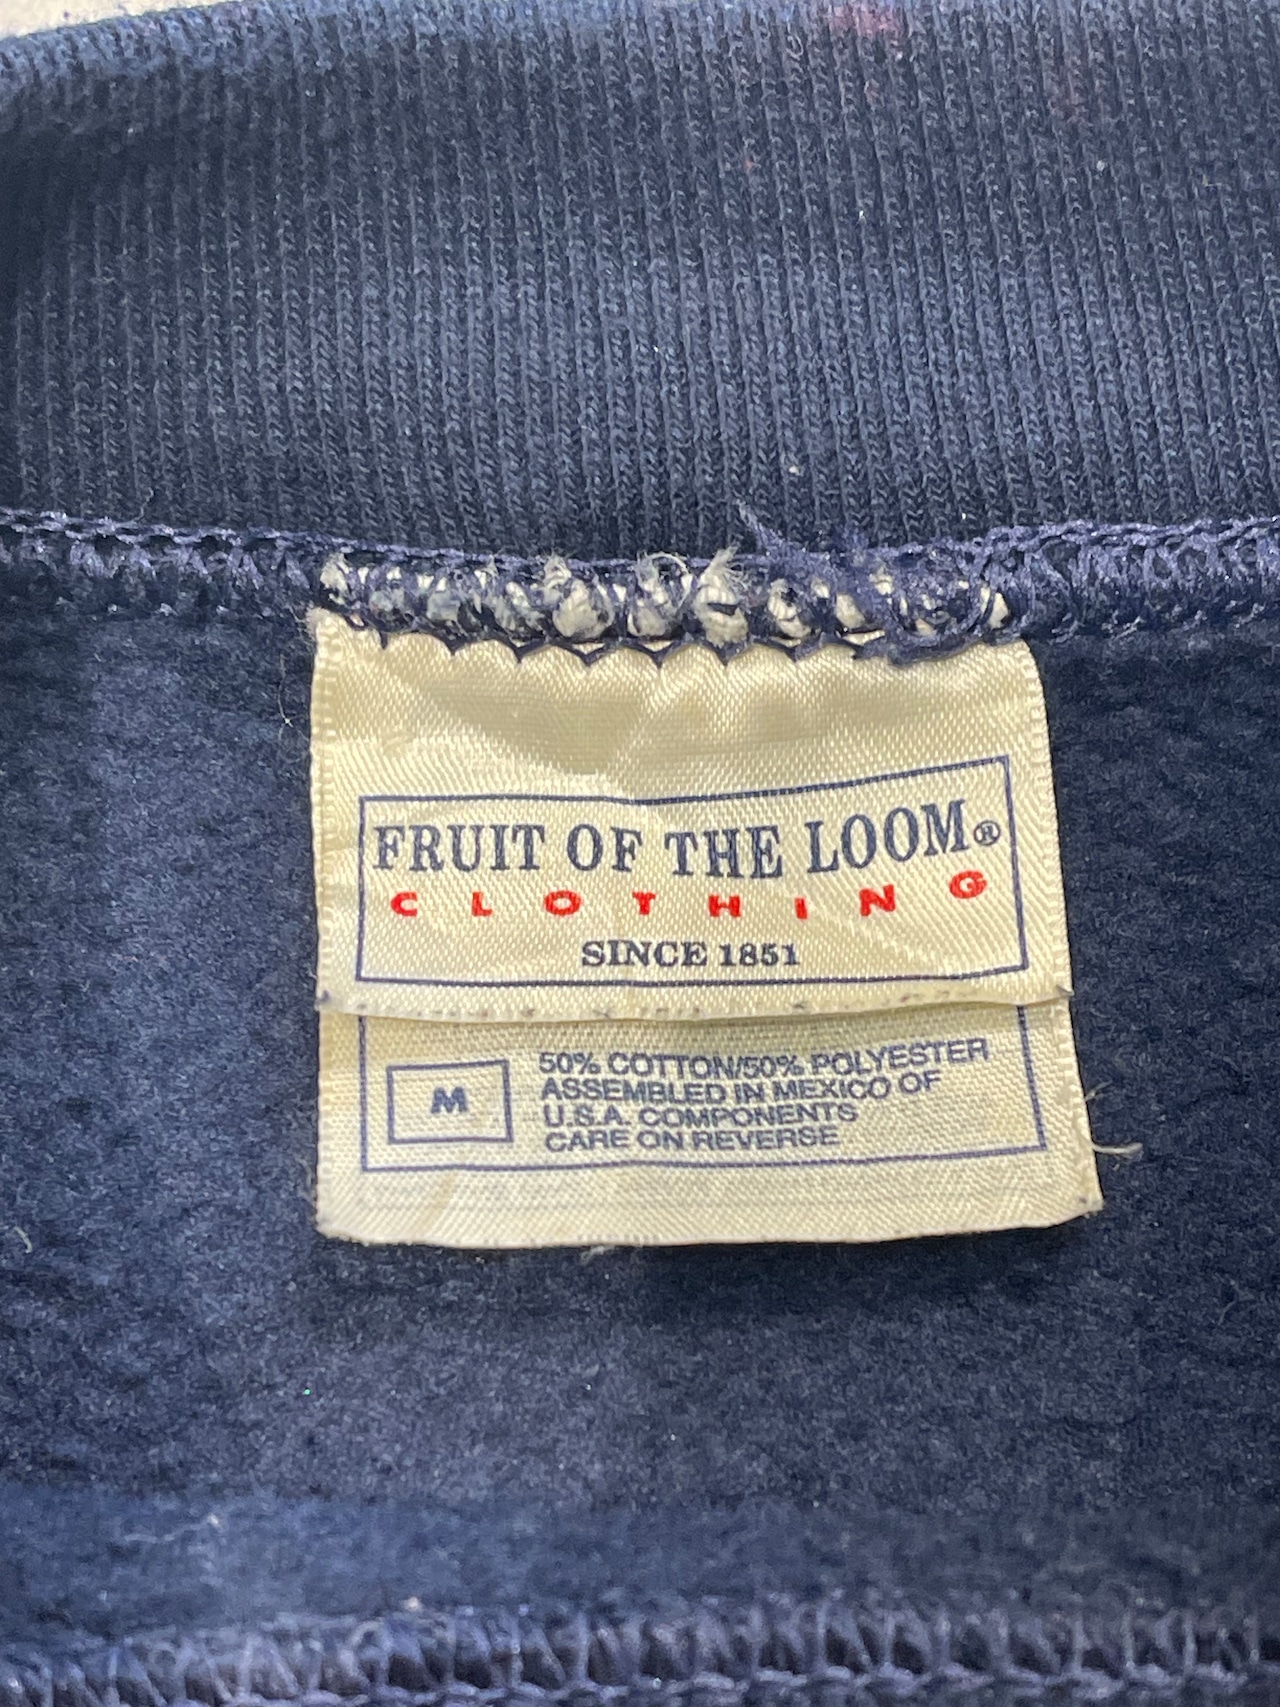 FRUIT OF THE LOOM®
CLOTHING
SINCE 1851
M
50% COTTON/50% POLYESTER
ASSEMBLED IN MEXICO OF
U.S.A. COMPONENTS
CARE ON REVERSE